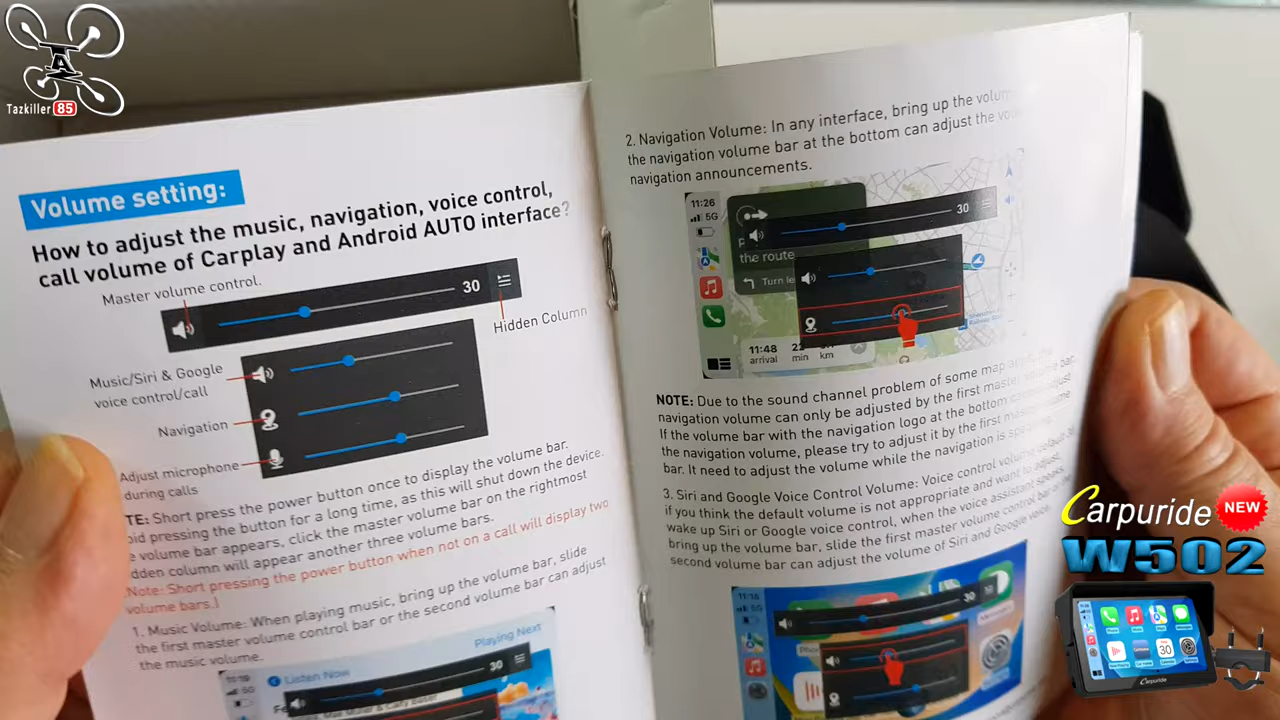 Tazkiller 85
Volume setting:
How to adjust the music, navigation, voice control,
call volume of Carplay and Android AUTO interface?
Master volume control.
30
Hidden Column
Music/Siri & Google
voice control/call
Navigation
Adjust microphone
during calls
TE: Short press the power button once to display the volume bar.
oid pressing the button for a long time, as this will shut down the device.
e volume bar appears, click the master volume bar on the rightmost
dden column will appear another three volume bars.
Note: Short pressing the power button when not on a call will display two
volume bars.)
1. Music Volume: When playing music, bring up the volume bar, slide
the first master volume control bar or the second volume bar can adjust
the music volume.
11:19
5G
Listen Now
Playing Next
30
2. Navigation Volume: In any interface, bring up the volum
the navigation volume bar at the bottom can adjust the vo
navigation announcements.
11:26
5G
30
the route
Turn le
11:48
arrival
min
km
NOTE: Due to the sound channel problem of some map
navigation volume can only be adjusted by the first master bar.
If the volume bar with the navigation logo at the bottom adjust
the navigation volume, please try to adjust it by the first
bar. It need to adjust the volume while the navigation is
3. Siri and Google Voice Control Volume: Voice control volume
if you think the default volume is not appropriate and want to adjust,
wake up Siri or Google voice control, when the voice assistant
bring up the volume bar, slide the first master volume control bar
second volume bar can adjust the volume of Siri and Google voice
11:16
5G
30
Carpuride NEW
W502
Carpuride